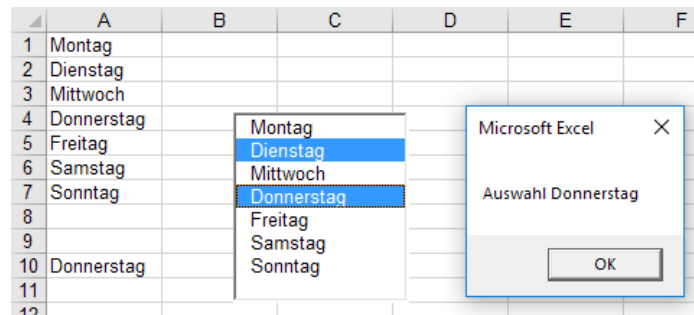 A B C D E F
1 Montag
2 Dienstag
3 Mittwoch
4 Donnerstag
5 Freitag
6 Samstag
7 Sonntag
8
9
10 Donnerstag
11
12
Montag
Dienstag
Mittwoch
Donnerstag
Freitag
Samstag
Sonntag
Microsoft Excel
Auswahl Donnerstag
OK